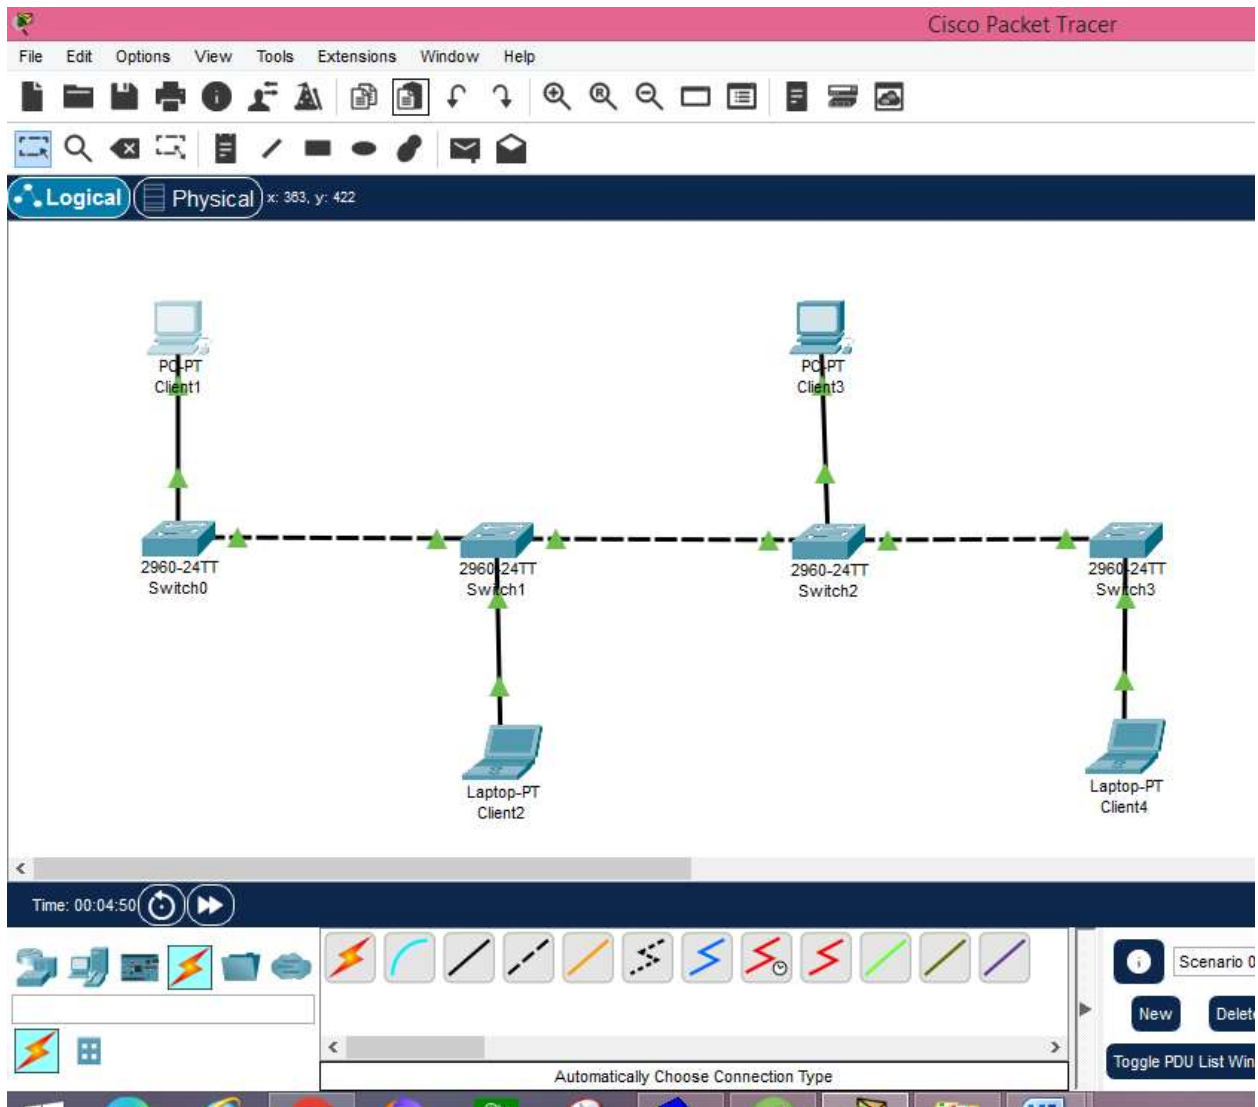 Cisco Packet Tracer
File Edit Options View Tools Extensions Window Help
Logical Physical x: 363, y: 422
PC-PT
Client1
PC-PT
Client3
2960-24TT
Switch0
2960-24TT
Switch1
2960-24TT
Switch2
2960-24TT
Switch3
Laptop-PT
Client2
Laptop-PT
Client4
Time: 00:04:50
Scenario 0
New Delete
Toggle PDU List Win
Automatically Choose Connection Type